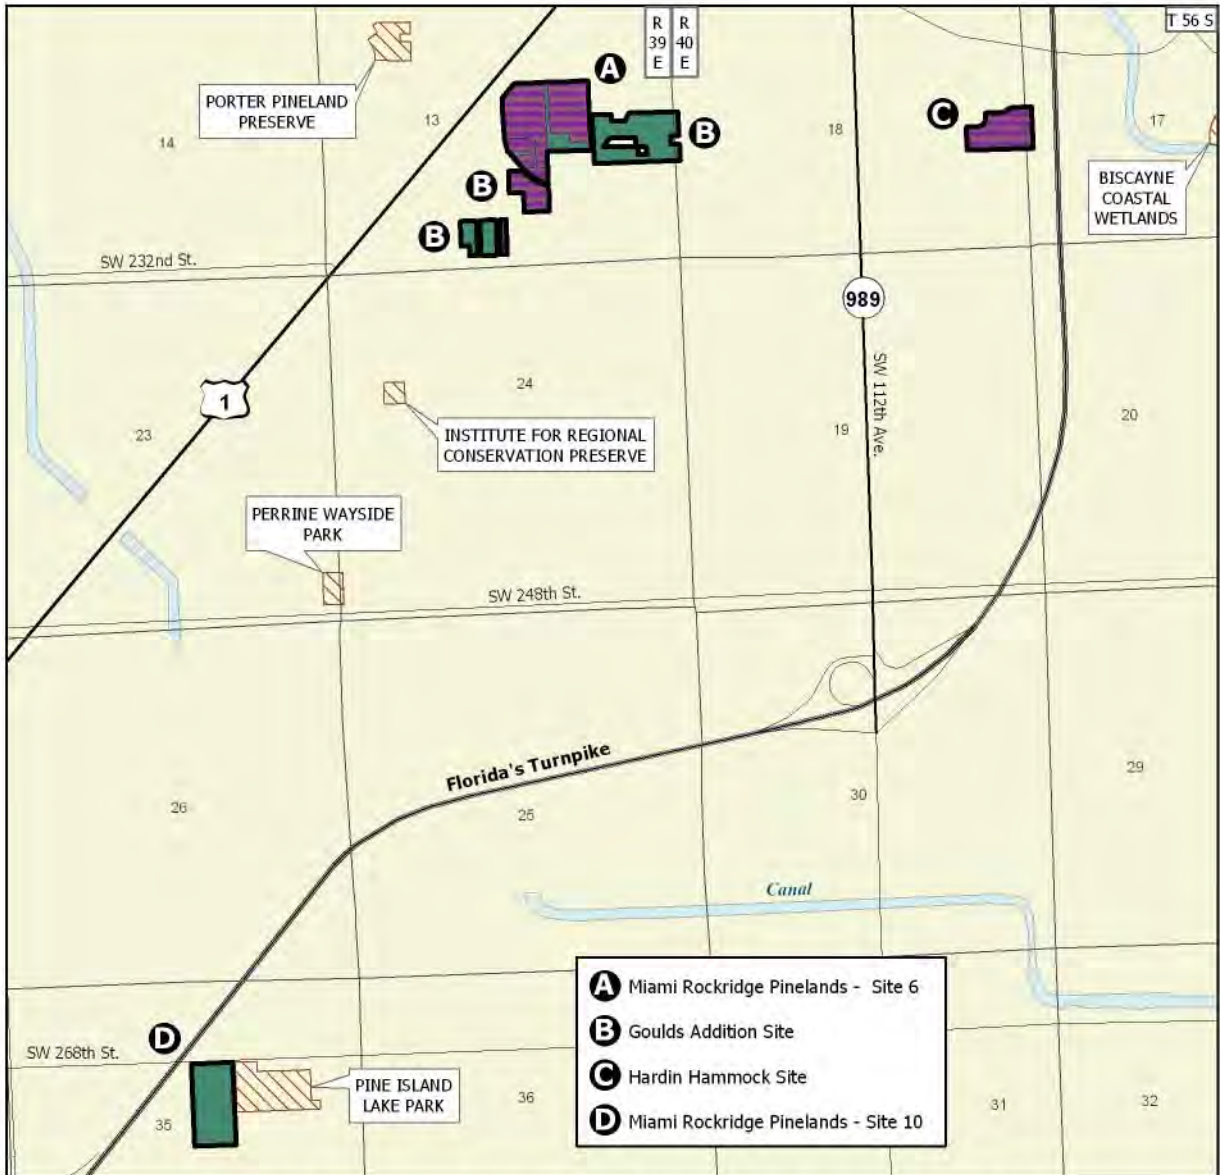 R
39
E
R
40
E
T 56 S
A
PORTER PINELAND
PRESERVE
14
13
B
18
C
17
BISCAYNE
COASTAL
WETLANDS
B
B
SW 232nd St.
989
1
24
SW 112th Ave.
23
INSTITUTE FOR REGIONAL
CONSERVATION PRESERVE
19
20
PERRINE WAYSIDE
PARK
SW 248th St.
Florida's Turnpike
26
25
30
29
Canal
A Miami Rockridge Pinelands - Site 6
B Goulds Addition Site
C Hardin Hammock Site
D Miami Rockridge Pinelands - Site 10
D
SW 268th St.
PINE ISLAND
LAKE PARK
35
36
31
32